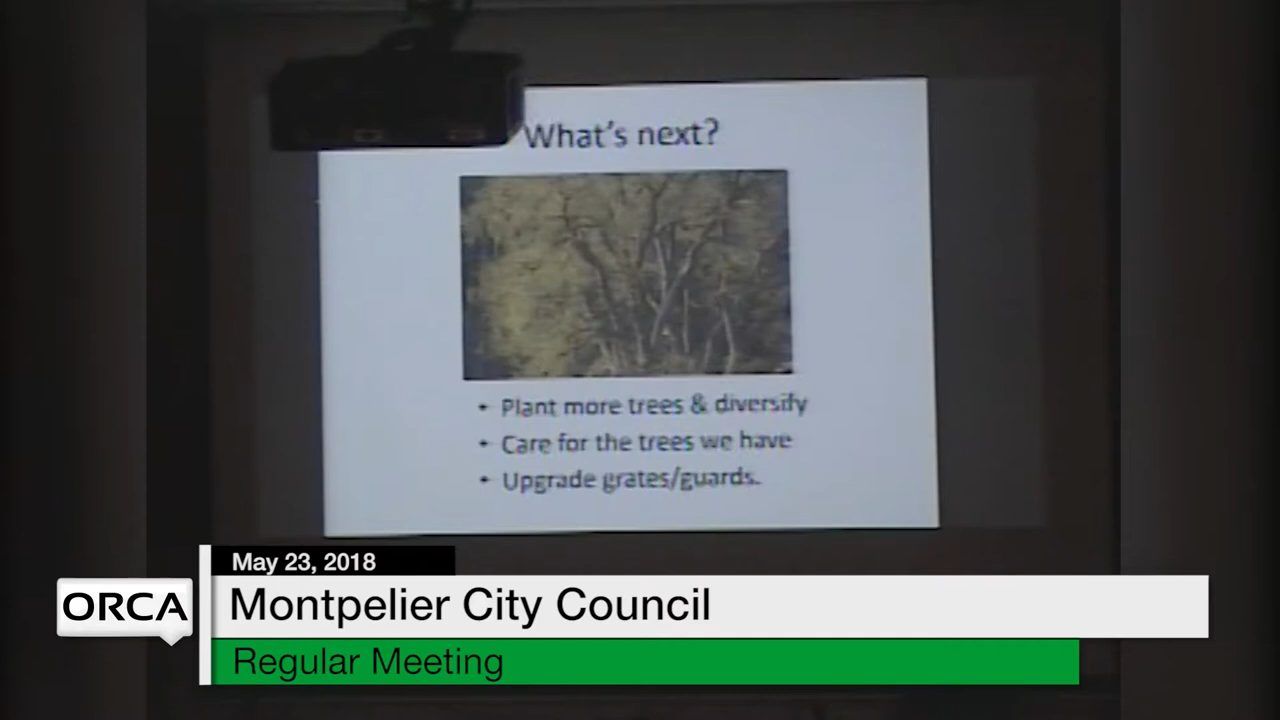 What's next?
• Plant more trees & diversify
• Care for the trees we have
• Upgrade grates/guards.
May 23, 2018
ORCA
Montpelier City Council
Regular Meeting